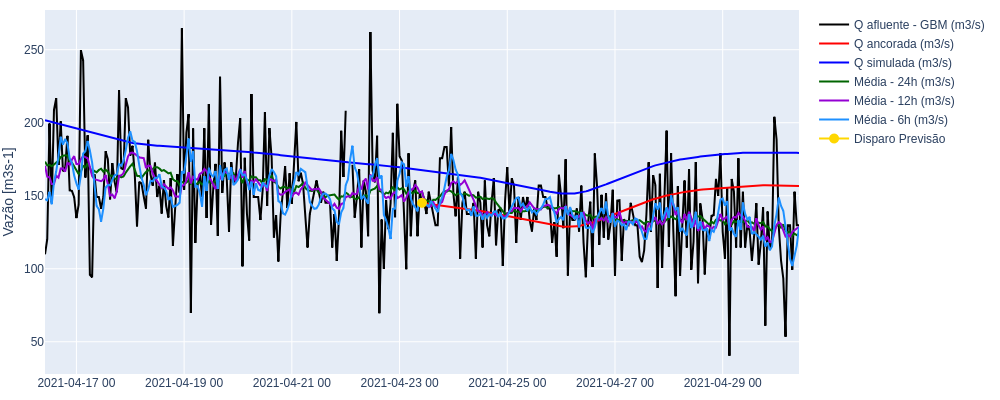 Vazão [m3s-1]
250
200
150
100
50
2021-04-17 00
2021-04-19 00
2021-04-21 00
2021-04-23 00
2021-04-25 00
2021-04-27 00
2021-04-29 00
Q afluente - GBM (m3/s)
Q ancorada (m3/s)
Q simulada (m3/s)
Média - 24h (m3/s)
Média - 12h (m3/s)
Média - 6h (m3/s)
Disparo Previsão